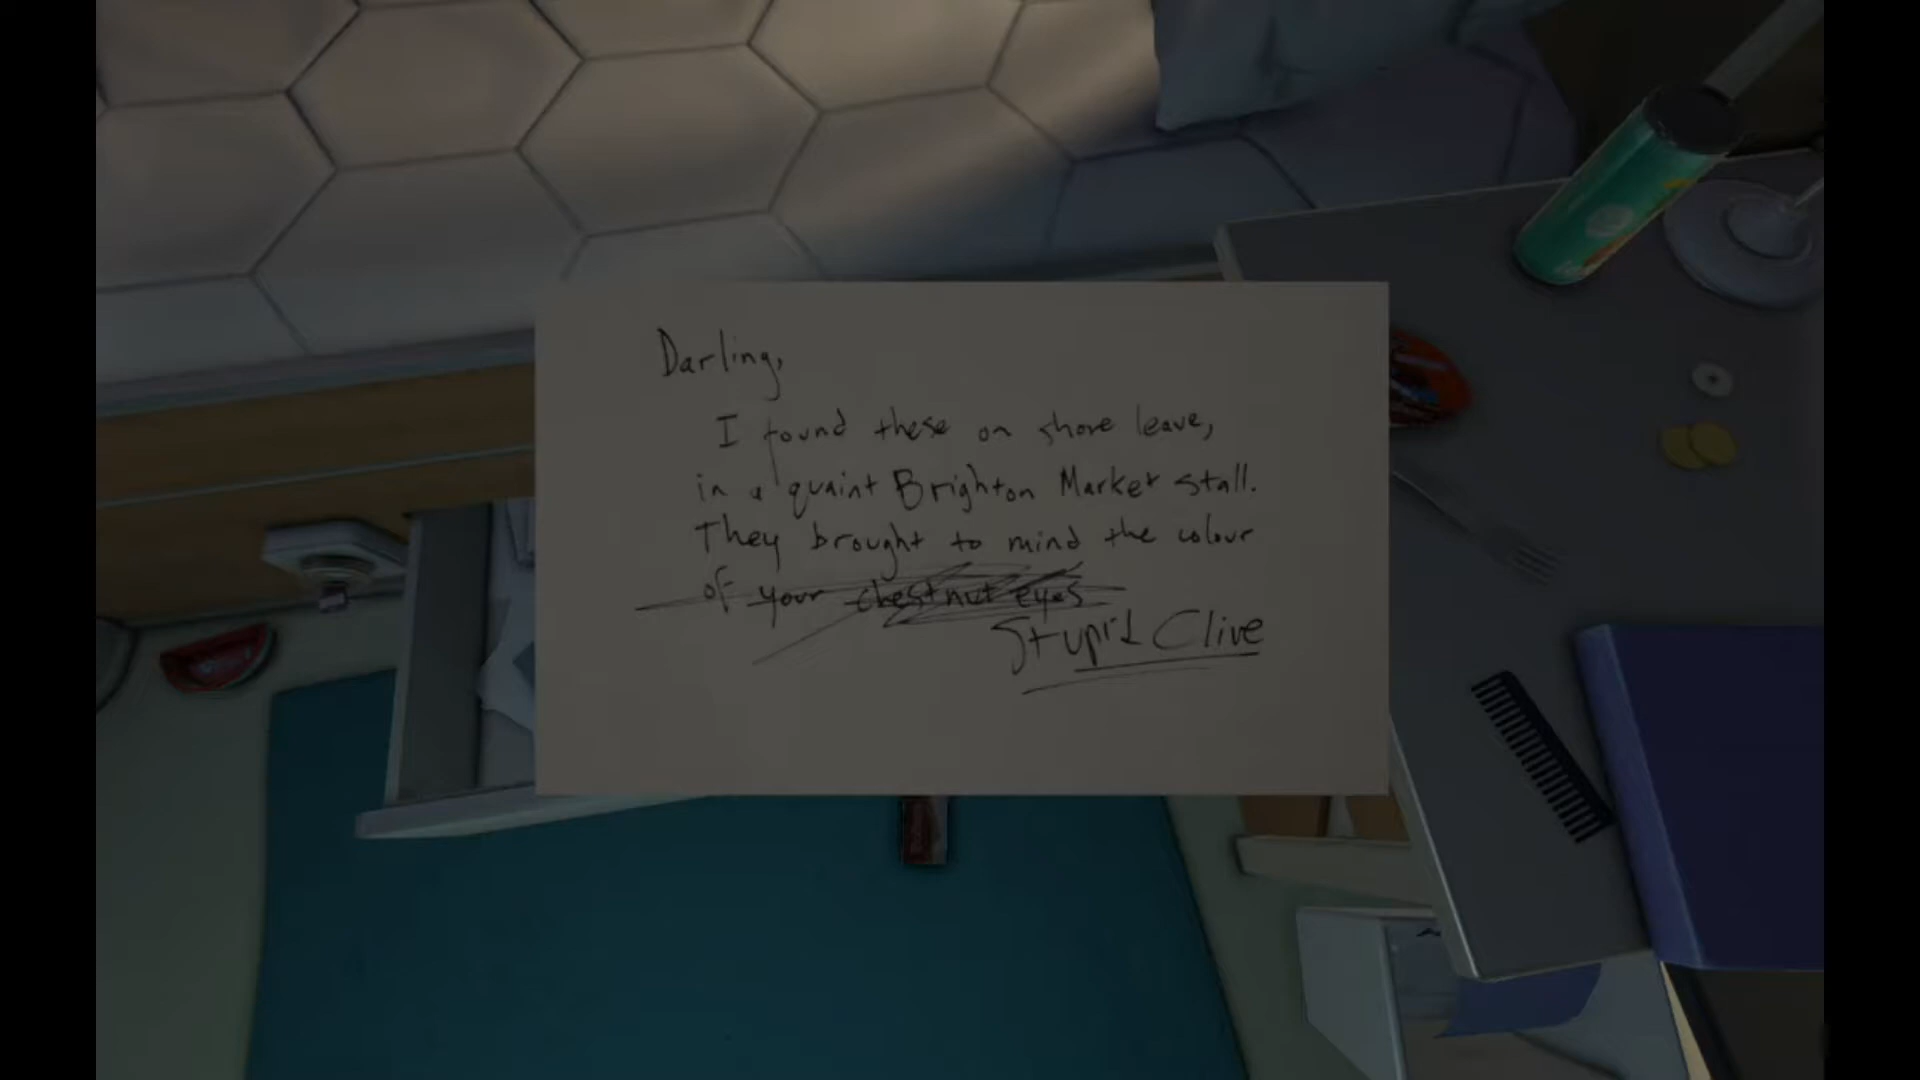 Darling,
I found these on shore leave,
in a quaint Brighton Market stall.
They brought to mind the colour
of your chestnut eyes
Stupid Clive